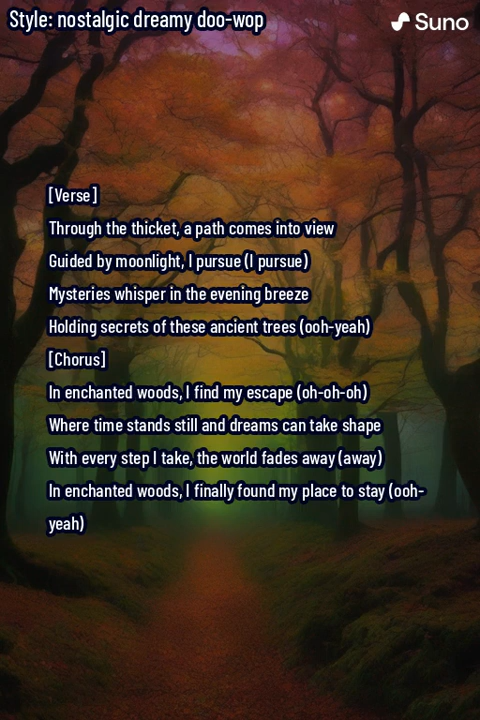 Style: nostalgic dreamy doo-wop
Suno
[Verse]
Through the thicket, a path comes into view
Guided by moonlight, I pursue (I pursue)
Mysteries whisper in the evening breeze
Holding secrets of these ancient trees (ooh-yeah)
[Chorus]
In enchanted woods, I find my escape (oh-oh-oh)
Where time stands still and dreams can take shape
With every step I take, the world fades away (away)
In enchanted woods, I finally found my place to stay (ooh-
yeah)